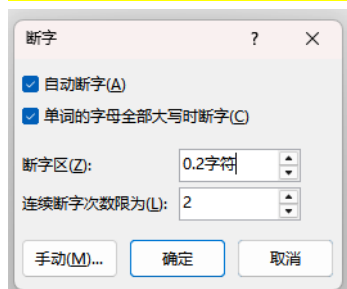 断字 ? ×
自动断字(A)
单词的字母全部大写时断字(C)
断字区(Z): 0.2字符
连续断字次数限为(L): 2
手动(M)... 确定 取消